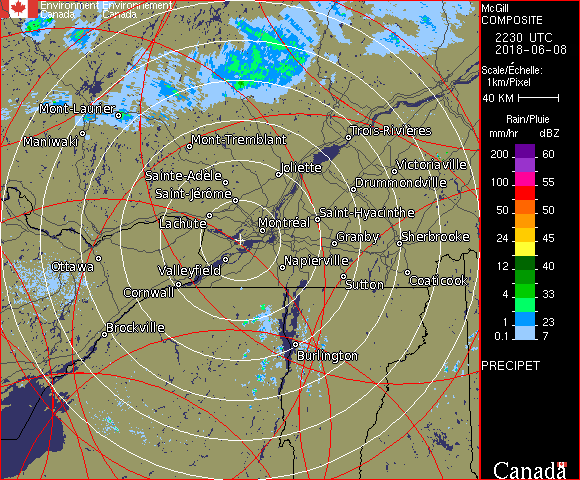 Environment Environnement
Canada Canada
McGill
COMPOSITE
2230 UTC
2018-06-08
Scale/Échelle:
1km/Pixel
40 KM
Rain/Pluie
mm/hr dBZ
200 60
100 55
50 50
24 45
12 40
4 33
1 23
0.1 7
PRECIPET
Canada
Mont-Laurier
Maniwaki
Mont-Tremblant
Trois-Rivières
Joliette
Victoriaville
Sainte-Adèle
Drummondville
Saint-Jérôme
Lachute
Saint-Hyacinthe
Montréal
Granby
Sherbrooke
Ottawa
Valleyfield
Napierville
Coaticook
Cornwall
Sutton
Brockville
Burlington